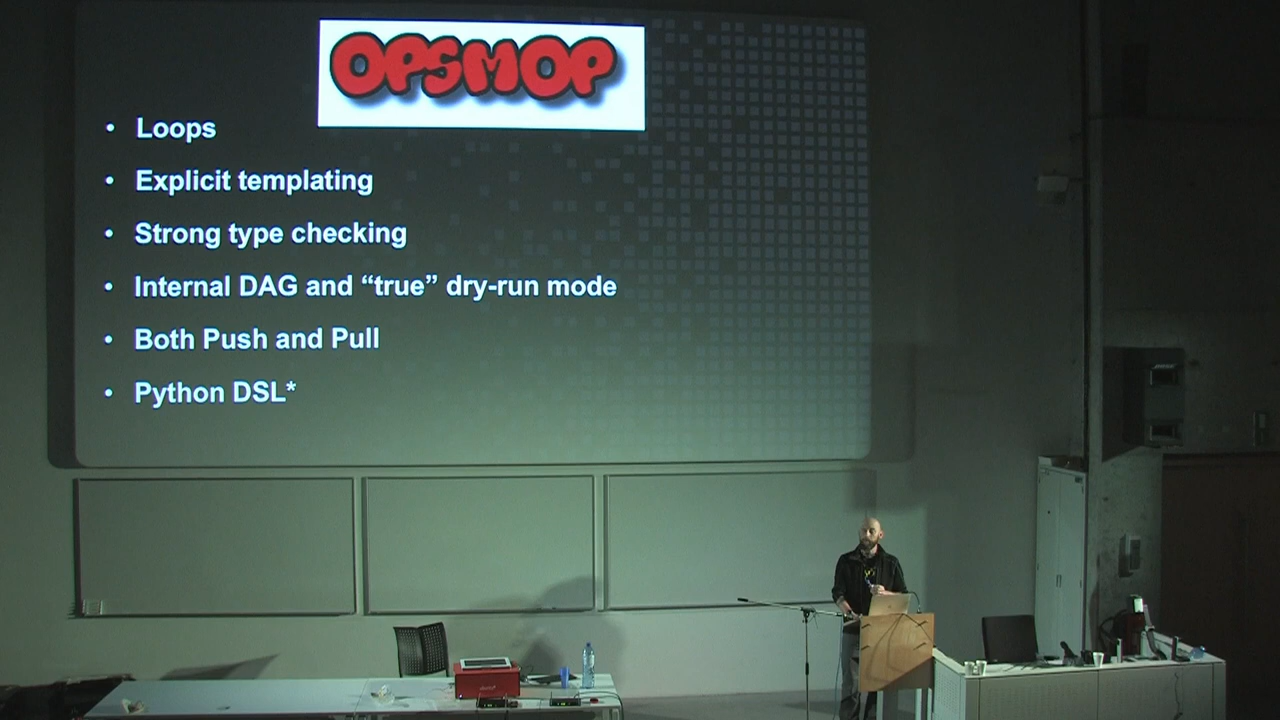 OPSMOP
• Loops
• Explicit templating
• Strong type checking
• Internal DAG and “true” dry-run mode
• Both Push and Pull
• Python DSL*